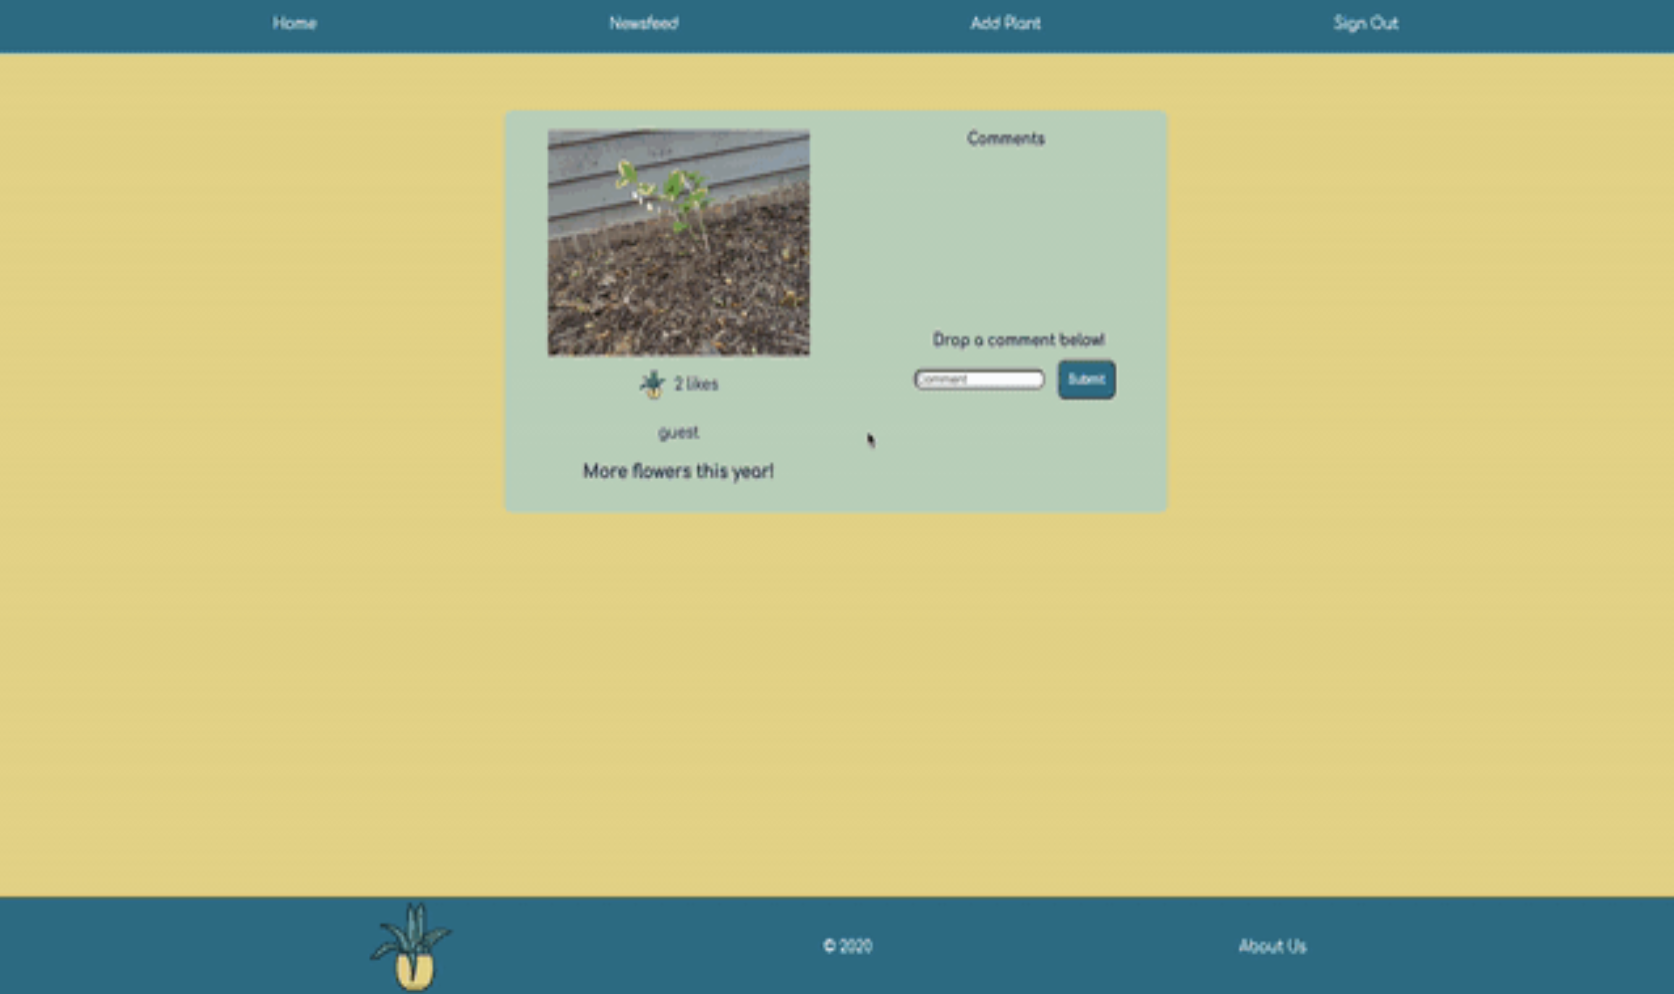 Home Newsfeed Add Plant Sign Out
Comments
Drop a comment below!
Comment Submit
2 likes
guest
More flowers this year!
© 2020 About Us